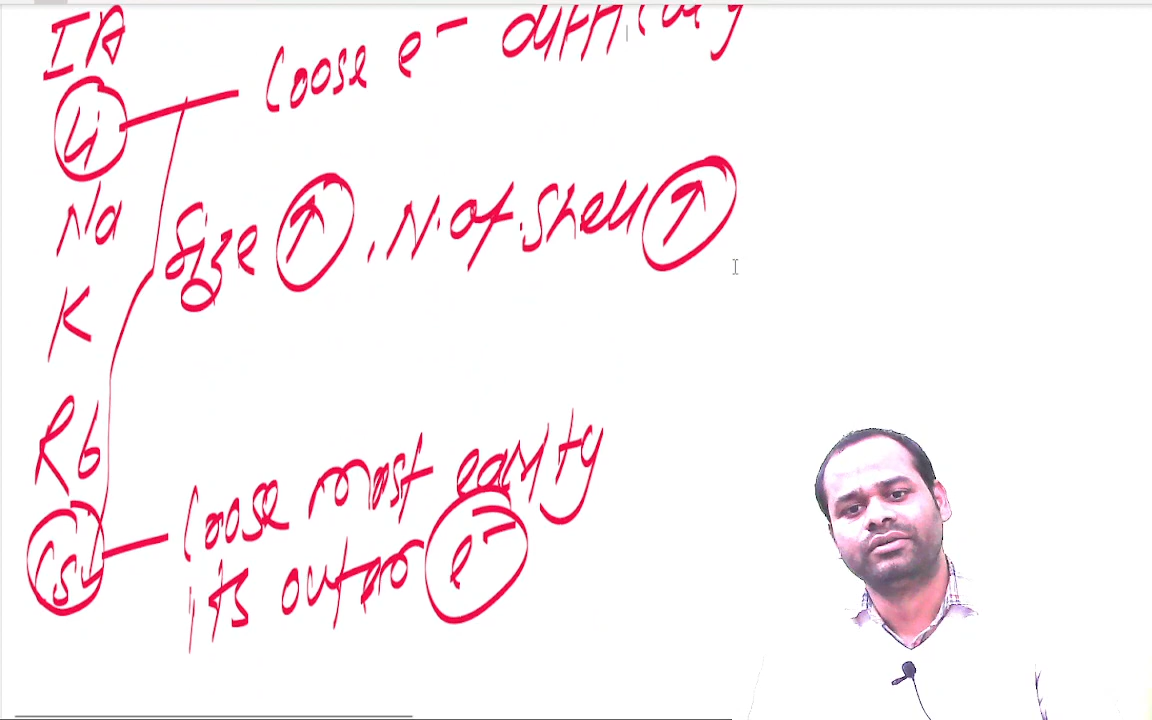 IA
Li loose e⁻ difficulty
Na
Size ↑, N. of. Shell ↑
K
Rb
Cs loose most easily
its outer e⁻